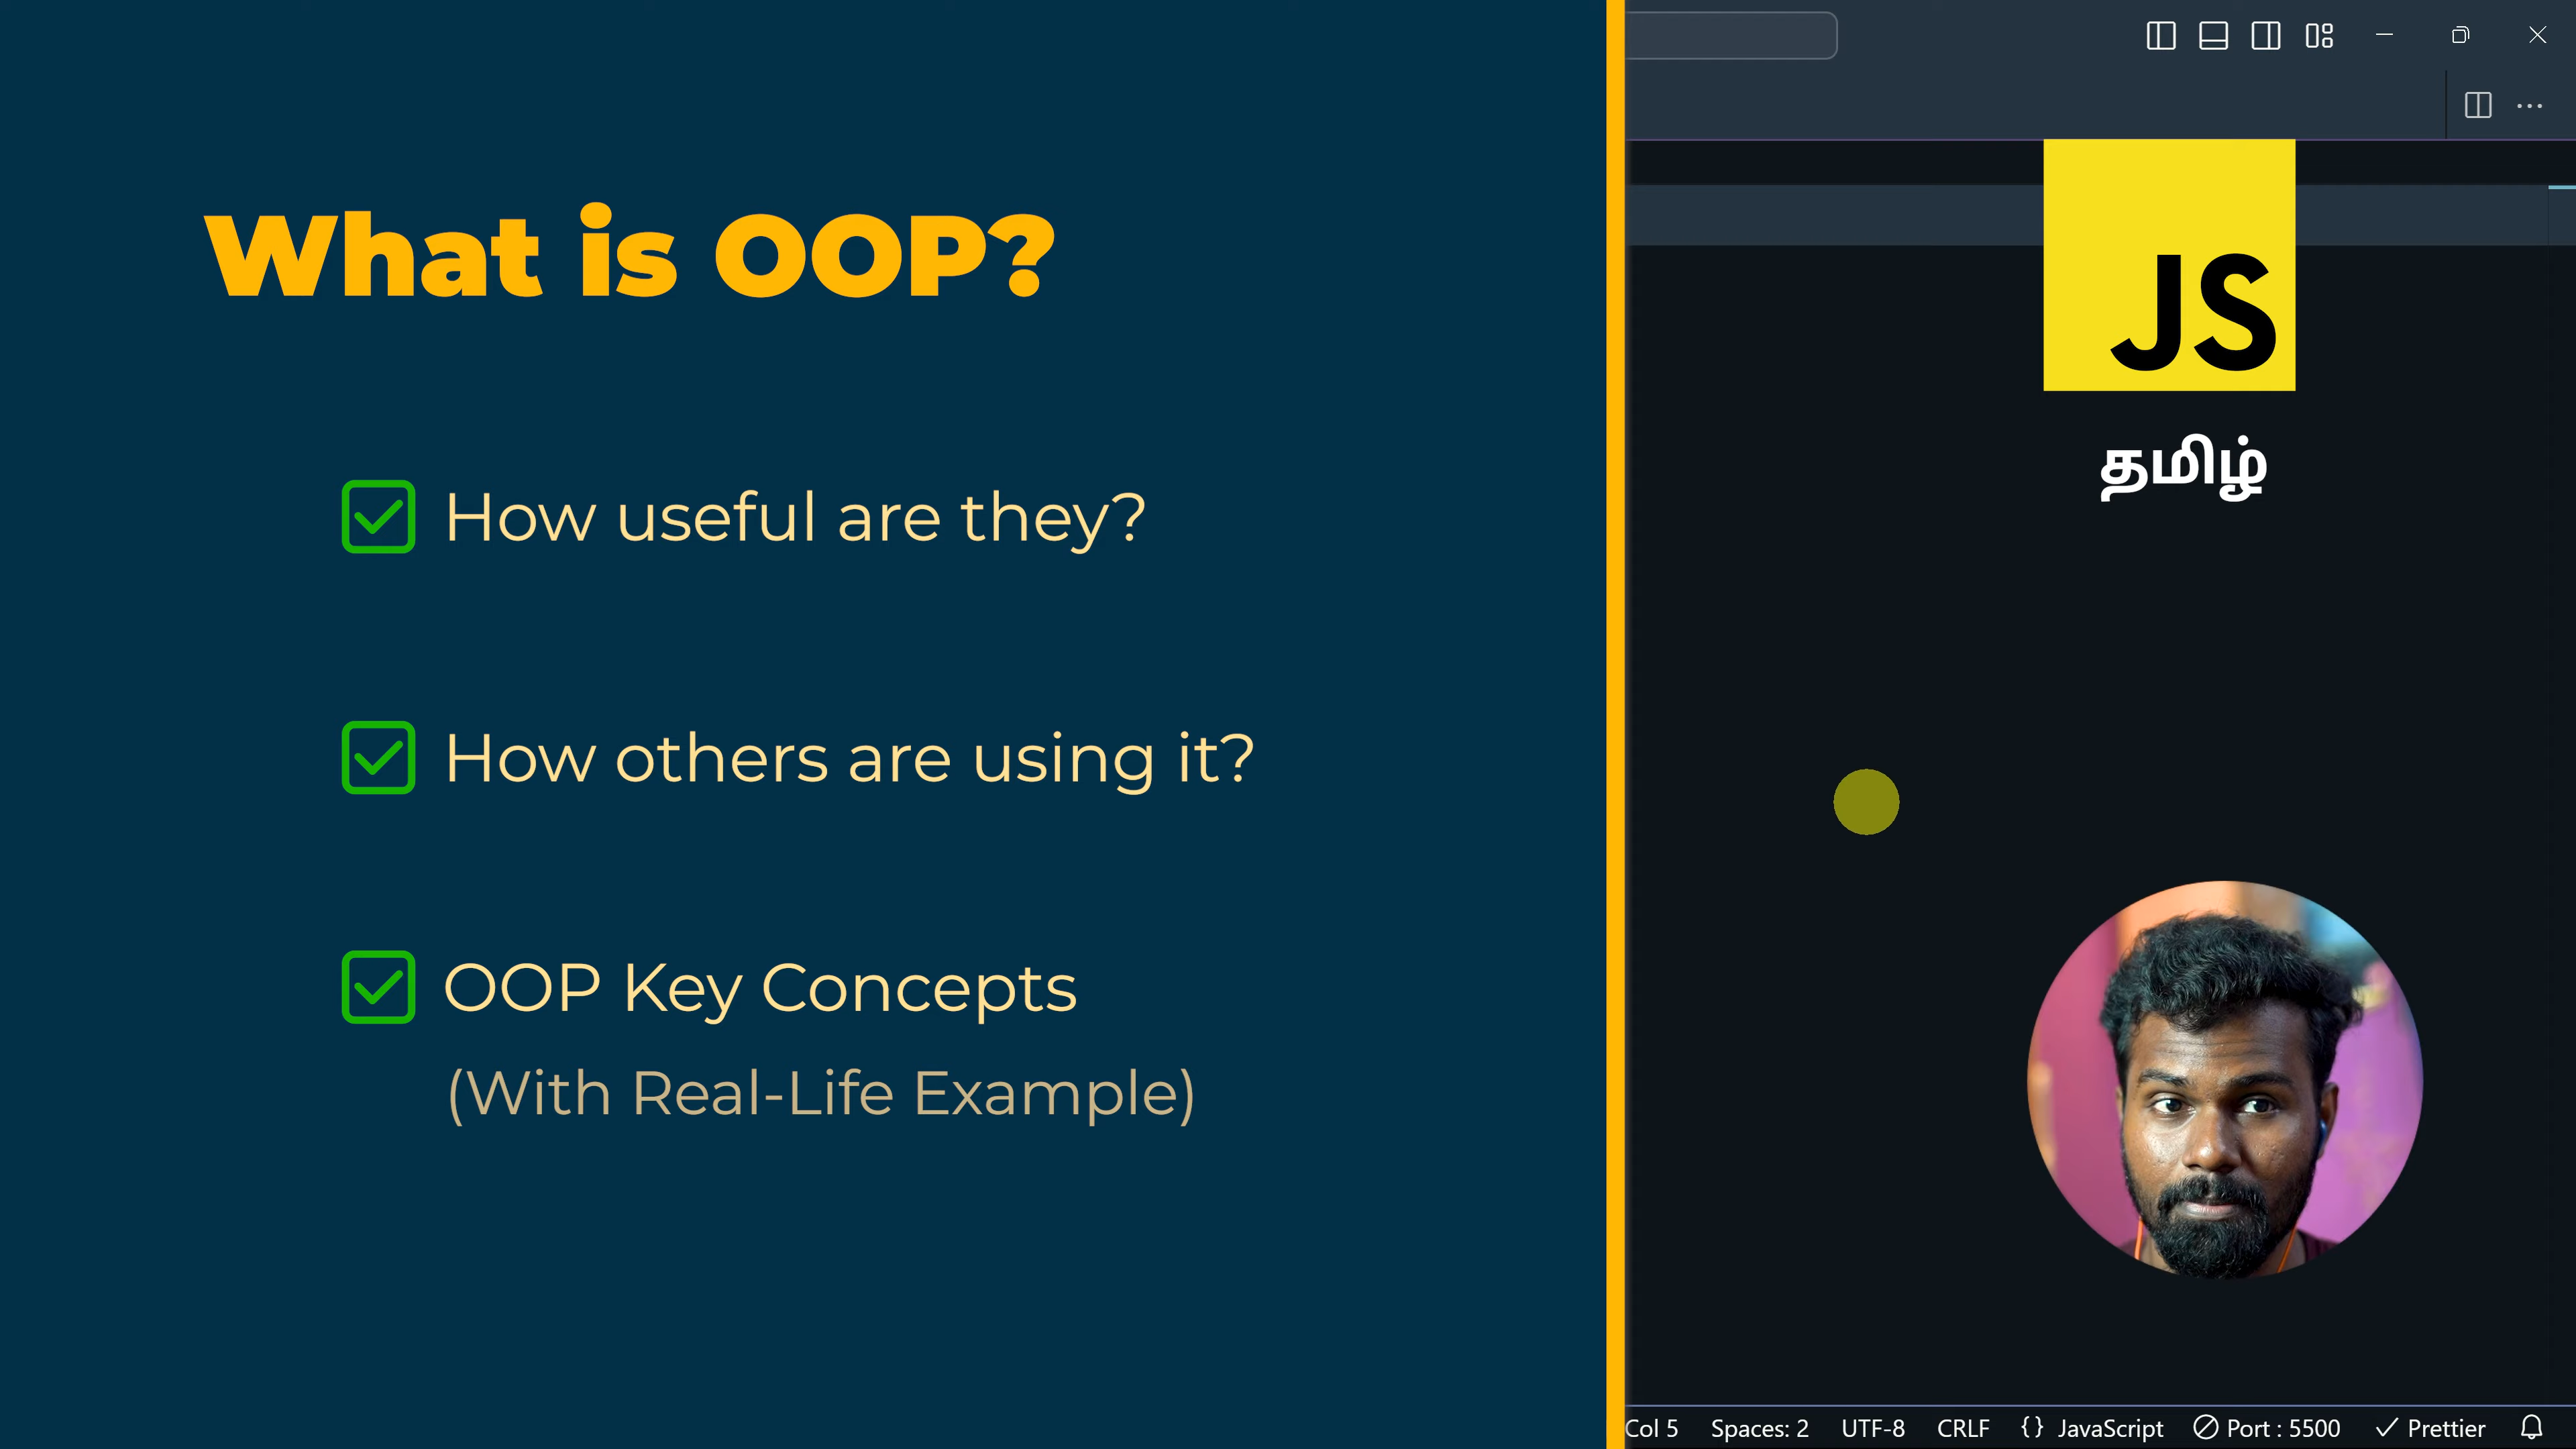 What is OOP?
How useful are they?
How others are using it?
OOP Key Concepts
(With Real-Life Example)
JS
தமிழ்
Col 5 Spaces: 2 UTF-8 CRLF {} JavaScript Port : 5500 Prettier